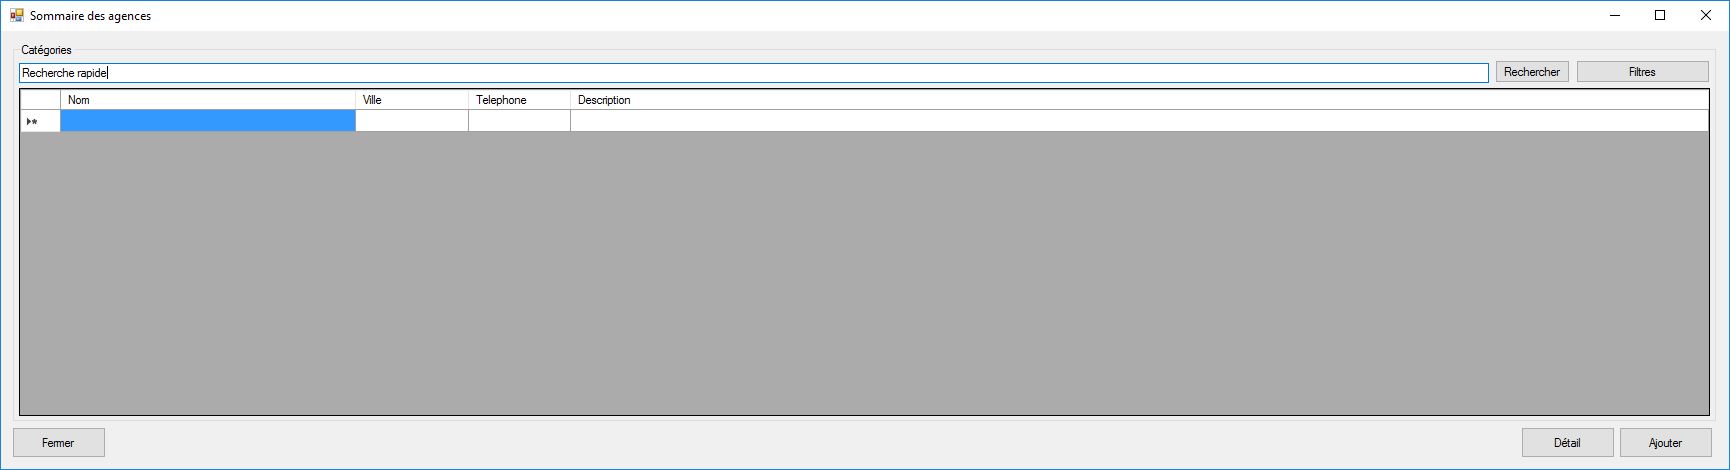 Sommaire des agences
Catégories
Recherche rapide Rechercher Filtres
Nom Ville Telephone Description
Fermer Détail Ajouter